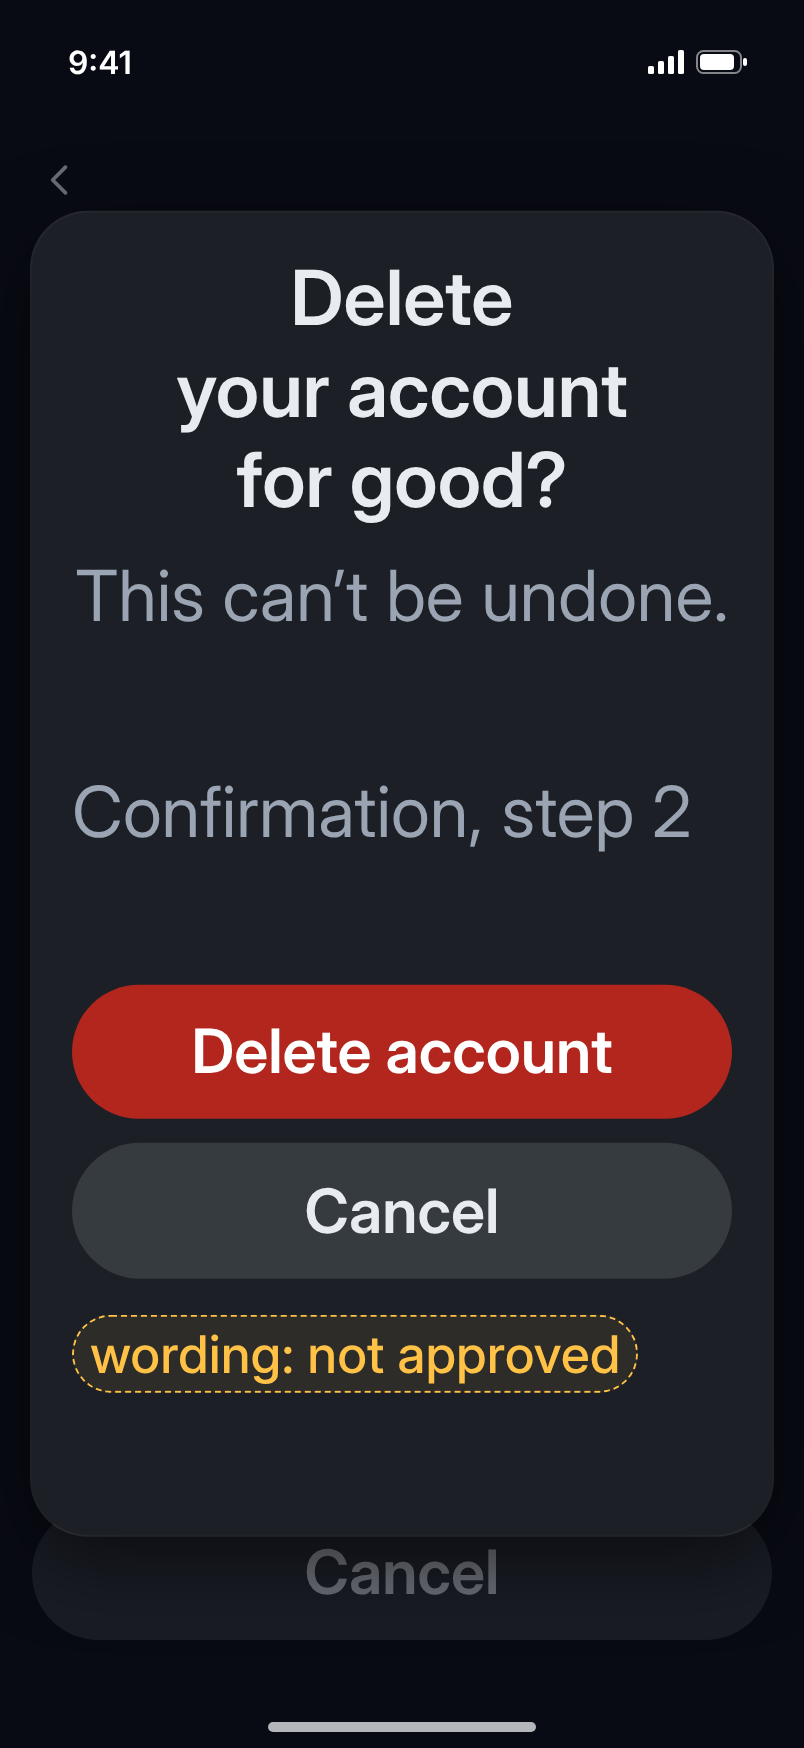 9:41
Delete
your account
for good?
This can’t be undone.
Confirmation, step 2
Delete account
Cancel
wording: not approved
Cancel